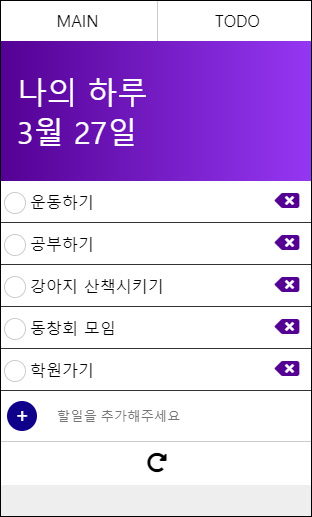 MAIN TODO
나의 하루
3월 27일
운동하기
공부하기
강아지 산책시키기
동창회 모임
학원가기
할일을 추가해주세요